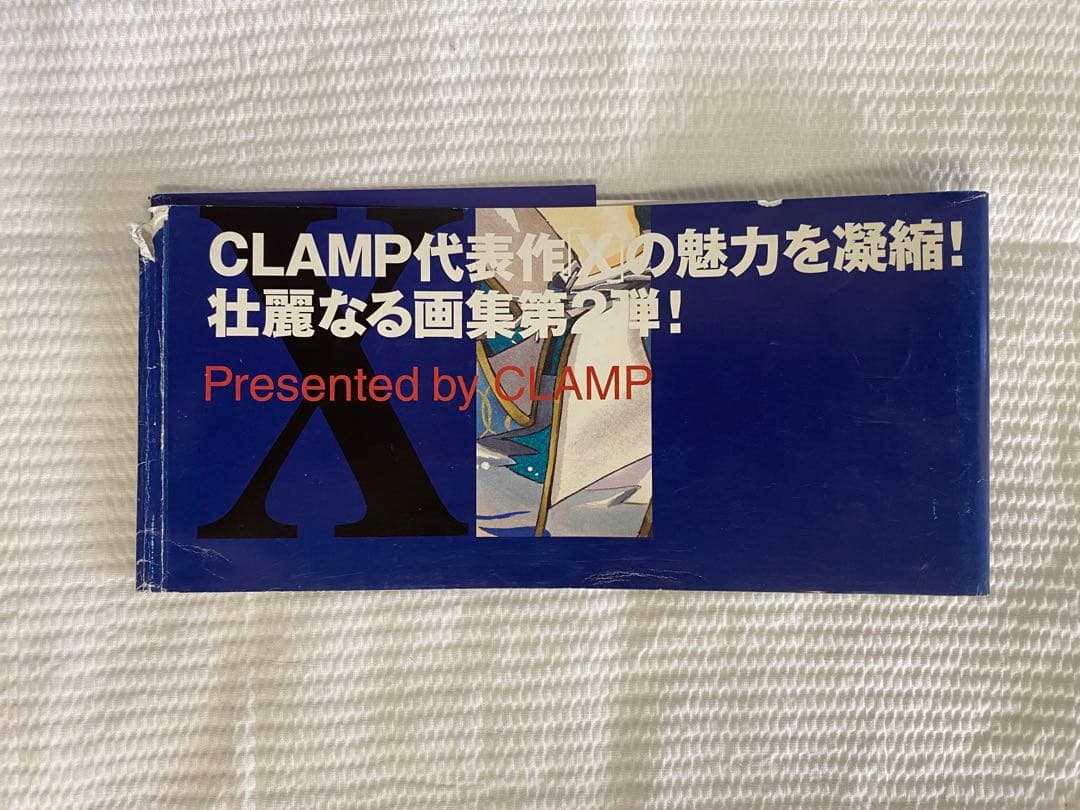 CLAMP代表作「X」の魅力を凝縮!
壮麗なる画集第2弾!
Presented by CLAMP
X